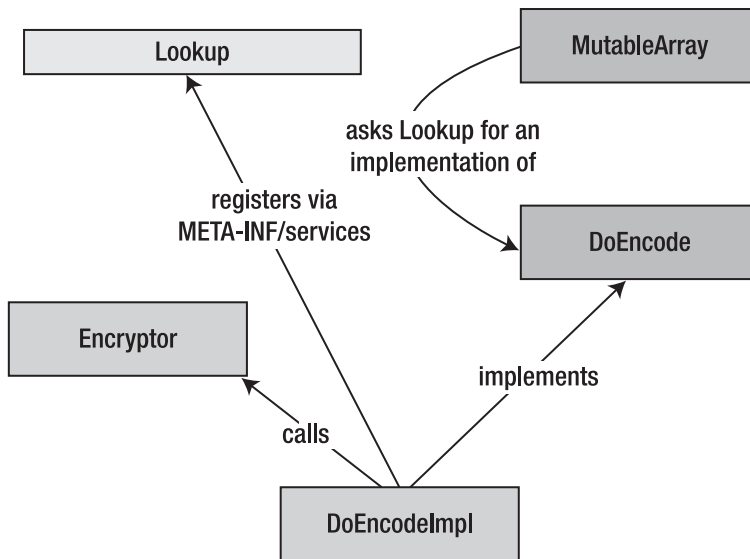 Lookup
MutableArray
asks Lookup for an
implementation of
registers via
META-INF/services
DoEncode
Encryptor
implements
calls
DoEncodeImpl